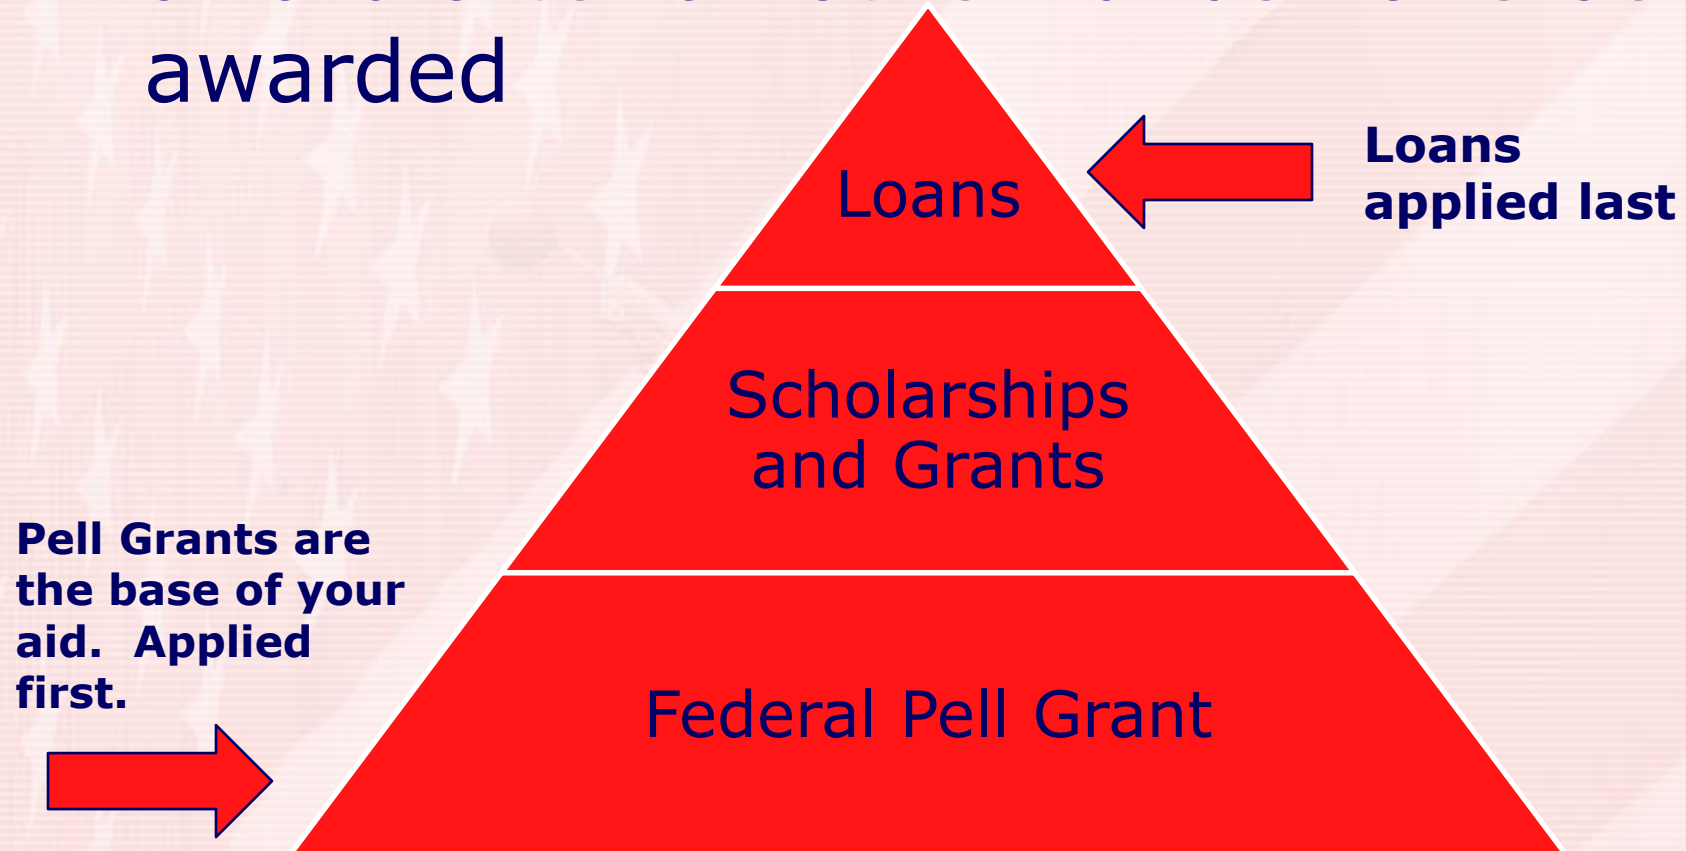 awarded
Loans
applied last
Loans
Scholarships
and Grants
Pell Grants are
the base of your
aid.  Applied
first.
Federal Pell Grant